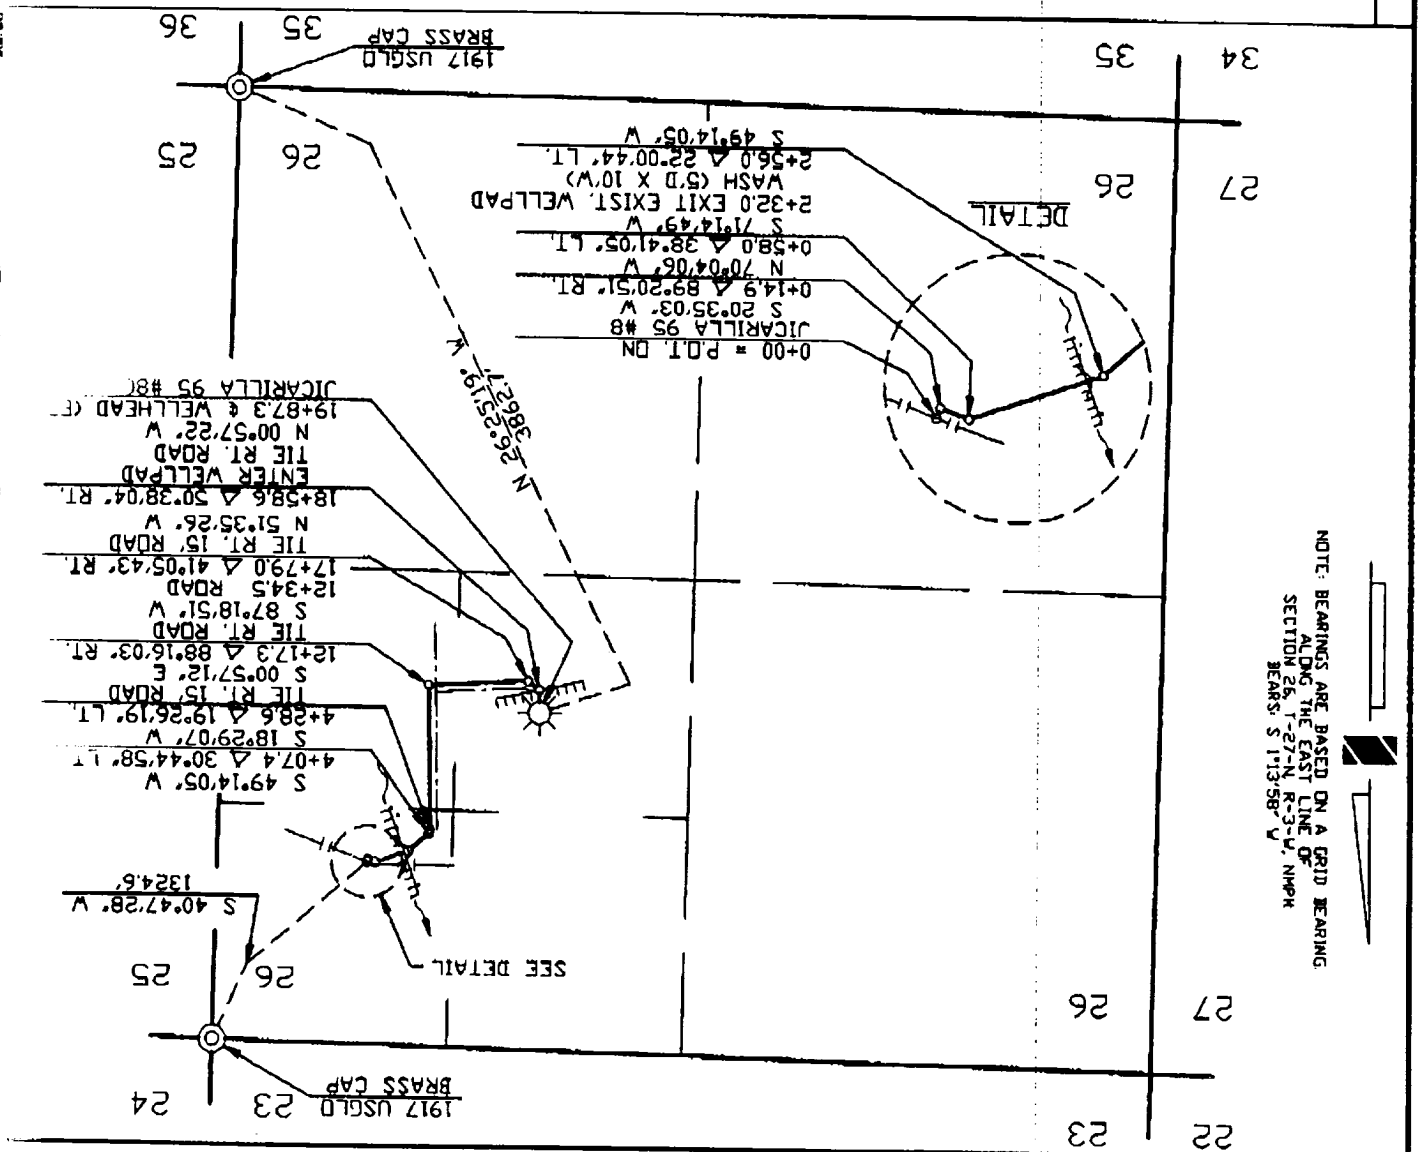 22 23
1917 USGLO
BRASS CAP
23 24
27 26
SEE DETAIL
26 25
S 40°47'28" W
1324.6'
S 49°14'05" W
4+07.4 Δ 30°44'58" LT
S 18°29'07" W
4+28.6 Δ 19°26'19" LT.
TIE RT. 15' ROAD
S 00°57'12" E
12+17.3 Δ 88°16'03" RT.
TIE RT. ROAD
S 87°18'51" W
12+34.5 ROAD
17+79.0 Δ 41°05'43" RT.
TIE RT. 15' ROAD
N 51°35'26" W
18+58.6 Δ 50°38'04" RT.
ENTER WELLPAD
TIE RT. ROAD
N 00°57'22" W
19+87.3 ¢ WELLHEAD
JICARILLA 95
N 26°25'19" W
3862.7'
0+00 = P.O.T. ON
JICARILLA 95 #8
S 20°35'03" W
0+14.9 Δ 89°20'51" RT.
N 70°04'06" W
0+58.0 Δ 38°41'05" LT.
S 71°14'49" W
2+32.0 EXIT EXIST. WELLPAD
WASH (5'D X 10'W)
2+56.0 Δ 22°00'44" LT.
S 49°14'05" W
DETAIL
27 26
26 25
34 35
1917 USGLO
BRASS CAP
35 36
NOTE: BEARINGS ARE BASED ON A GRID BEARING
ALONG THE EAST LINE OF
SECTION 26, T-27-N, R-3-W, NMPM
BEARS: S 1°13'58" W